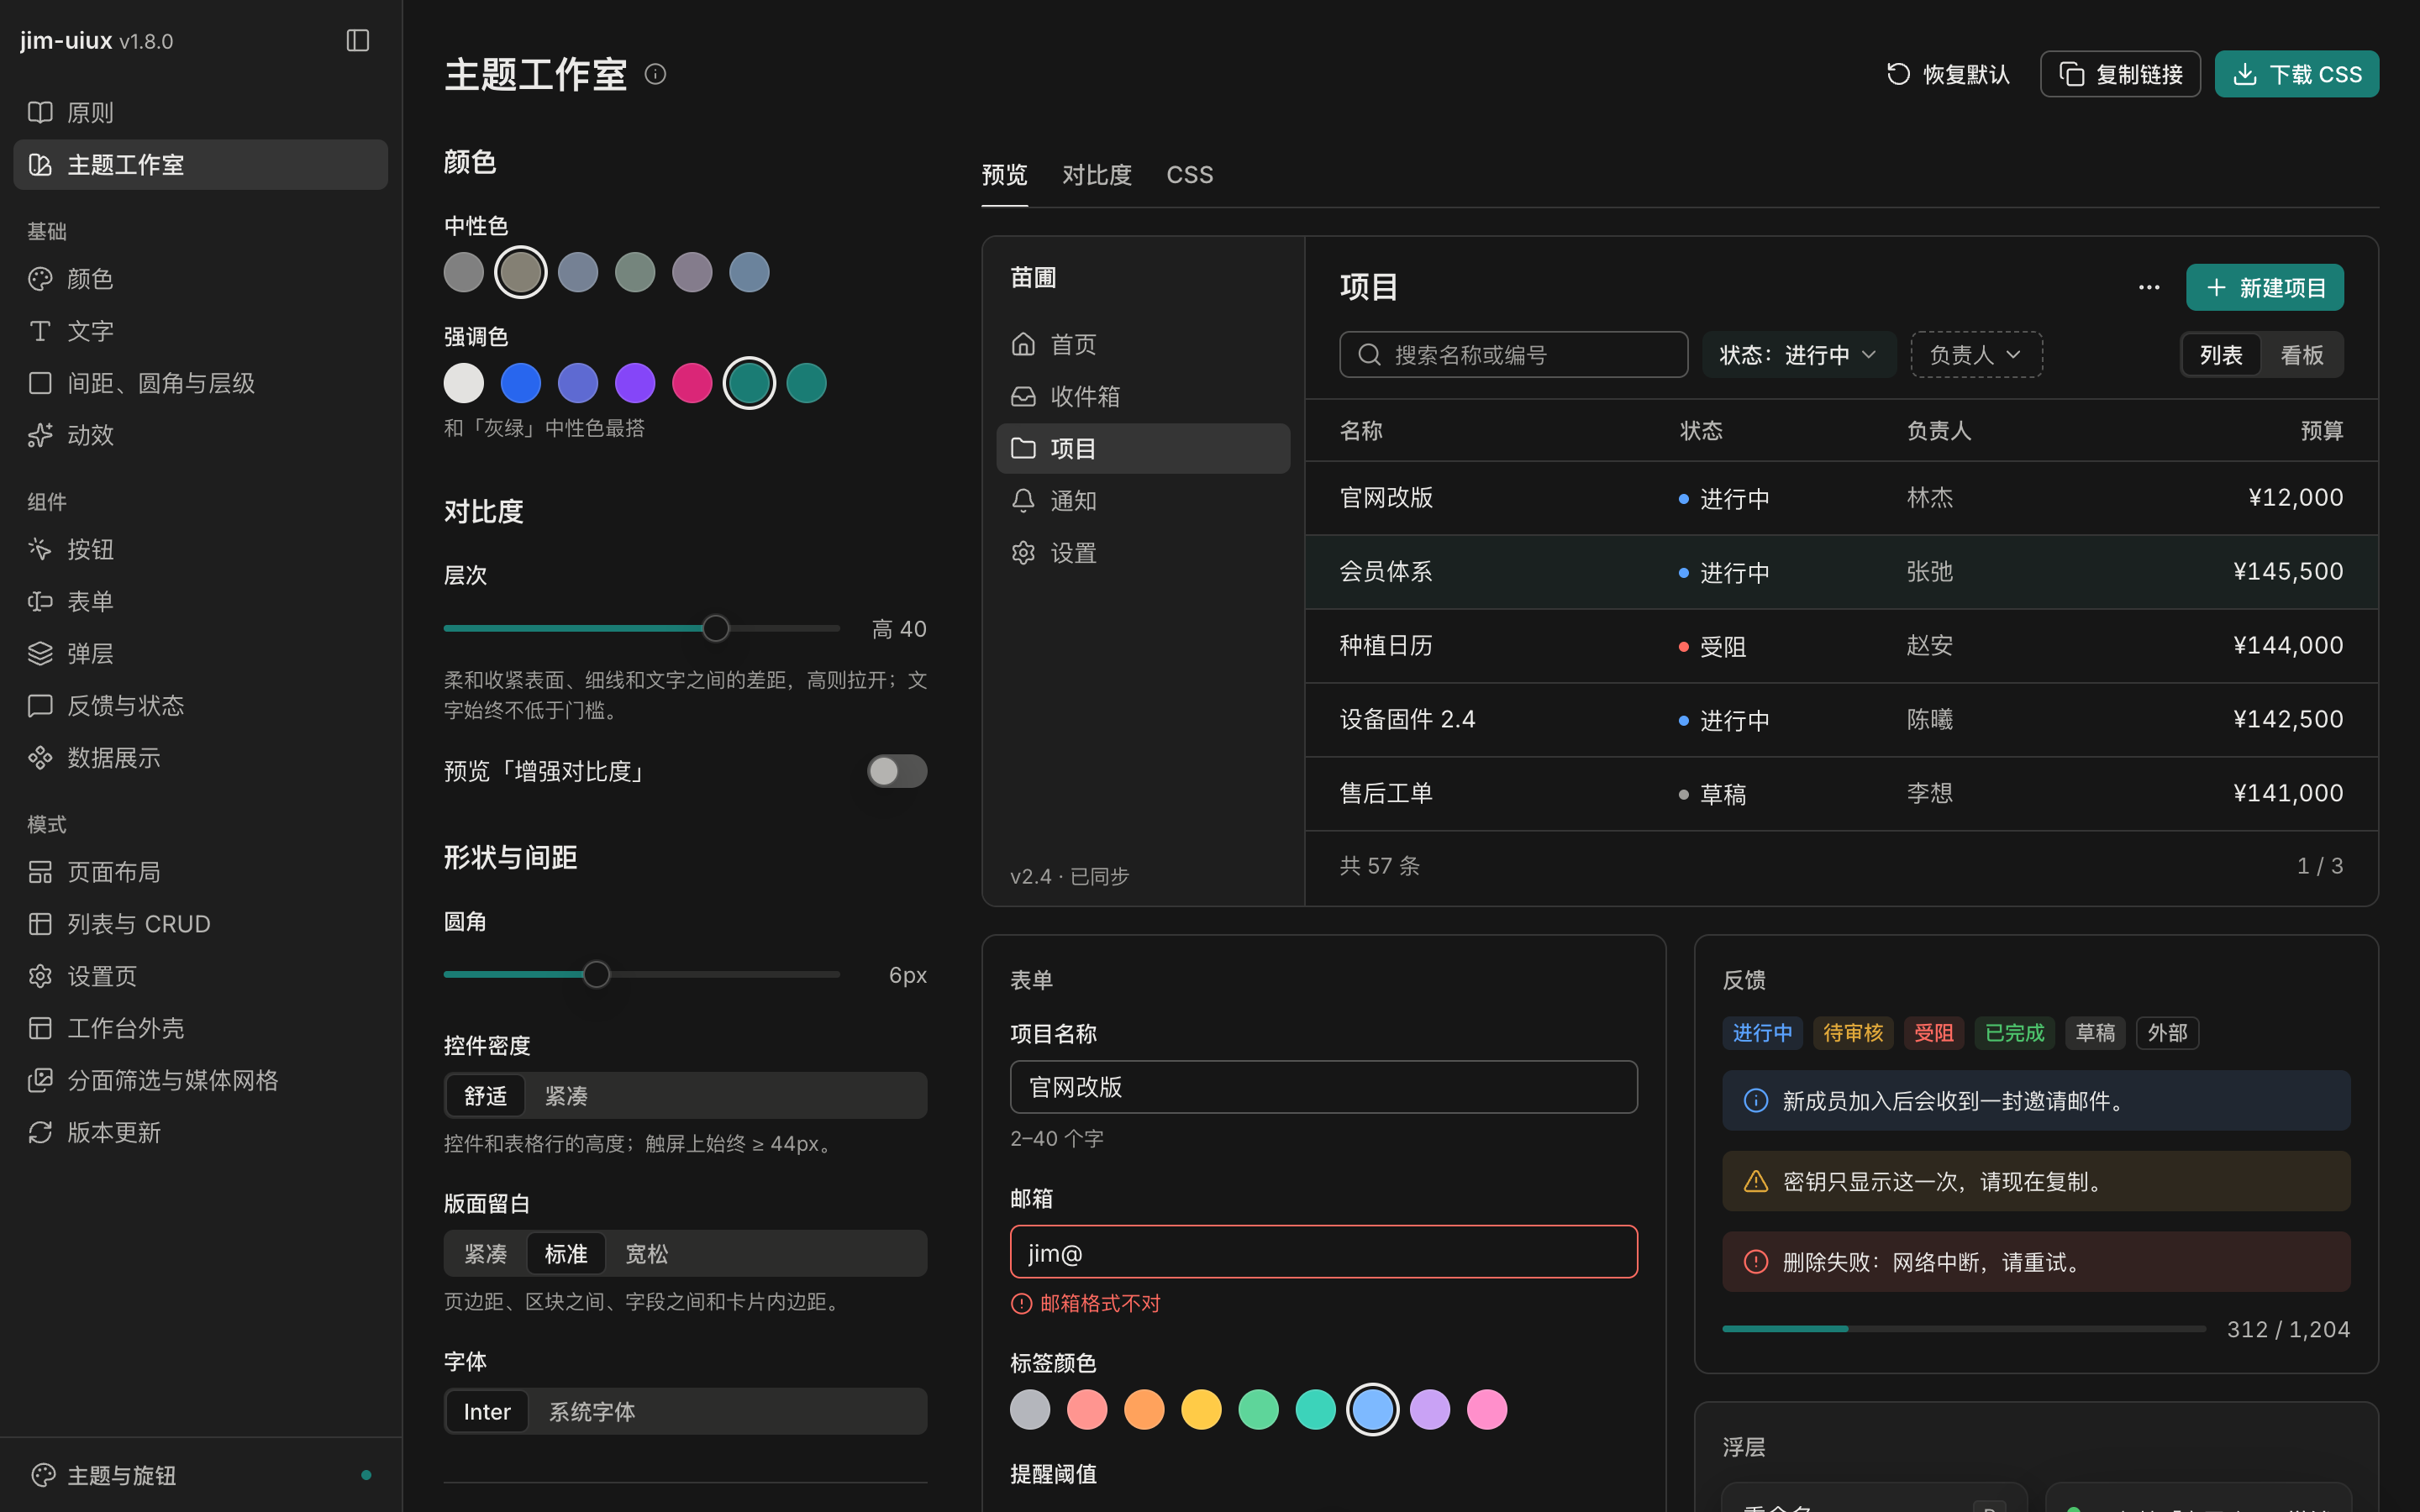 jim-uiux v1.8.0
原则
主题工作室
基础
颜色
文字
间距、圆角与层级
动效
组件
按钮
表单
弹层
反馈与状态
数据展示
模式
页面布局
列表与 CRUD
设置页
工作台外壳
分面筛选与媒体网格
版本更新
主题与旋钮
主题工作室
恢复默认
复制链接
下载 CSS
颜色
中性色
强调色
和「灰绿」中性色最搭
对比度
层次
高 40
柔和收紧表面、细线和文字之间的差距，高则拉开；文
字始终不低于门槛。
预览「增强对比度」
形状与间距
圆角
6px
控件密度
舒适 紧凑
控件和表格行的高度；触屏上始终 ≥ 44px。
版面留白
紧凑 标准 宽松
页边距、区块之间、字段之间和卡片内边距。
字体
Inter 系统字体
预览 对比度 CSS
苗圃
首页
收件箱
项目
通知
设置
v2.4 · 已同步
项目
新建项目
搜索名称或编号
状态：进行中
负责人
列表 看板
名称 状态 负责人 预算
官网改版 进行中 林杰 ¥12,000
会员体系 进行中 张弛 ¥145,500
种植日历 受阻 赵安 ¥144,000
设备固件 2.4 进行中 陈曦 ¥142,500
售后工单 草稿 李想 ¥141,000
共 57 条 1 / 3
表单
项目名称
官网改版
2–40 个字
邮箱
jim@
邮箱格式不对
标签颜色
提醒阈值
反馈
进行中 待审核 受阻 已完成 草稿 外部
新成员加入后会收到一封邀请邮件。
密钥只显示这一次，请现在复制。
删除失败：网络中断，请重试。
312 / 1,204
浮层